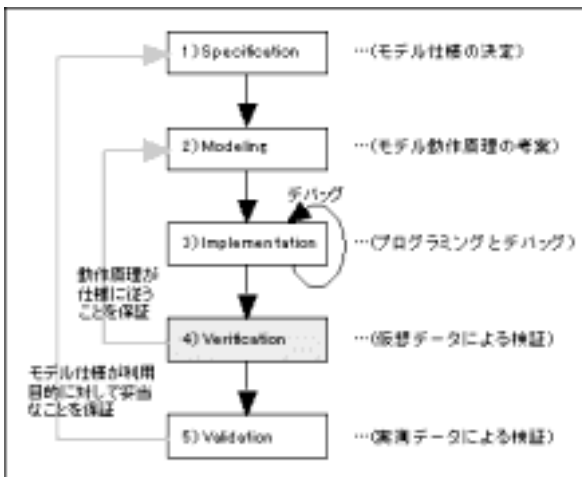 1) Specification …(モデル仕様の決定)
2) Modeling …(モデル動作原理の考案)
デバッグ
3) Implementation …(プログラミングとデバッグ)
動作原理が
仕様に従う
ことを保証
4) Verification …(仮想データによる検証)
モデル仕様が利用
目的に対して妥当
なことを保証
5) Validation …(実測データによる検証)